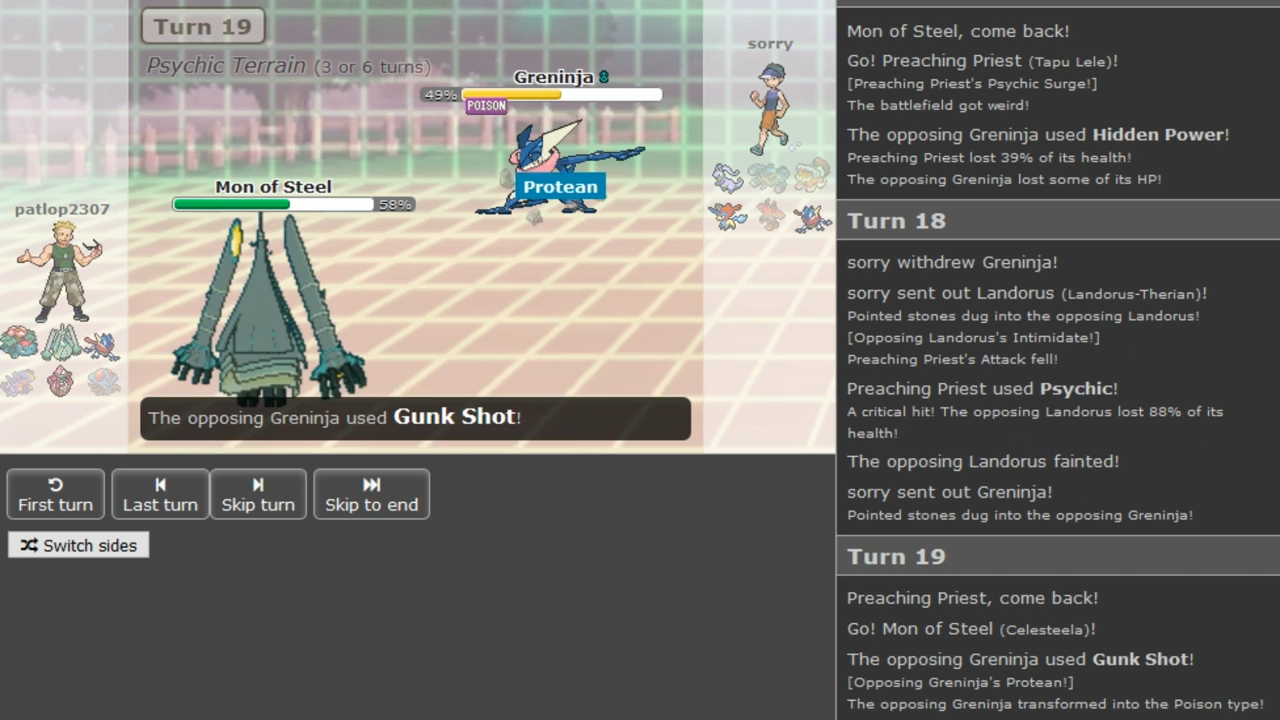 Turn 19
Psychic Terrain (3 or 6 turns)
Greninja
49%
POISON
Protean
Mon of Steel
58%
patlop2307
sorry
The opposing Greninja used Gunk Shot!
First turn
Last turn
Skip turn
Skip to end
Switch sides
Mon of Steel, come back!
Go! Preaching Priest (Tapu Lele)!
[Preaching Priest's Psychic Surge!]
The battlefield got weird!
The opposing Greninja used Hidden Power!
Preaching Priest lost 39% of its health!
The opposing Greninja lost some of its HP!
Turn 18
sorry withdrew Greninja!
sorry sent out Landorus (Landorus-Therian)!
Pointed stones dug into the opposing Landorus!
[Opposing Landorus's Intimidate!]
Preaching Priest's Attack fell!
Preaching Priest used Psychic!
A critical hit! The opposing Landorus lost 88% of its
health!
The opposing Landorus fainted!
sorry sent out Greninja!
Pointed stones dug into the opposing Greninja!
Turn 19
Preaching Priest, come back!
Go! Mon of Steel (Celesteela)!
The opposing Greninja used Gunk Shot!
[Opposing Greninja's Protean!]
The opposing Greninja transformed into the Poison type!